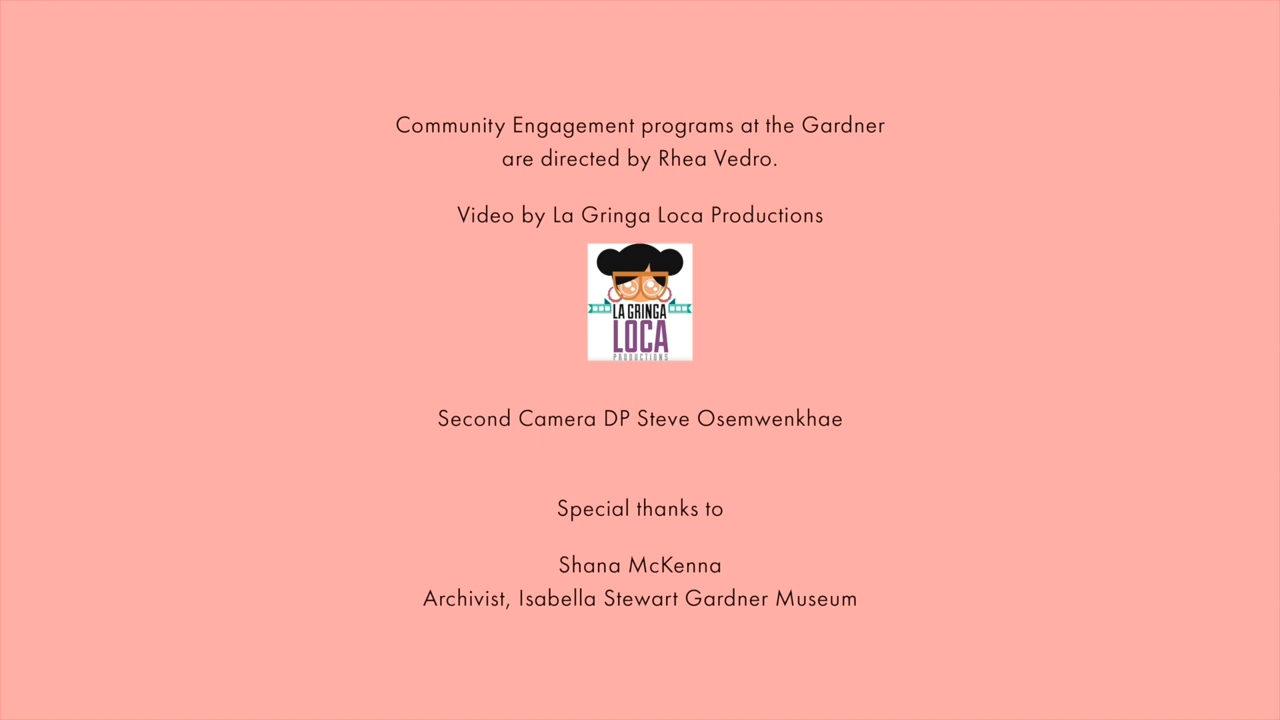 Community Engagement programs at the Gardner
are directed by Rhea Vedro.
Video by La Gringa Loca Productions
LA GRINGA
LOCA
PRODUCTIONS
Second Camera DP Steve Osemwenkhae
Special thanks to
Shana McKenna
Archivist, Isabella Stewart Gardner Museum